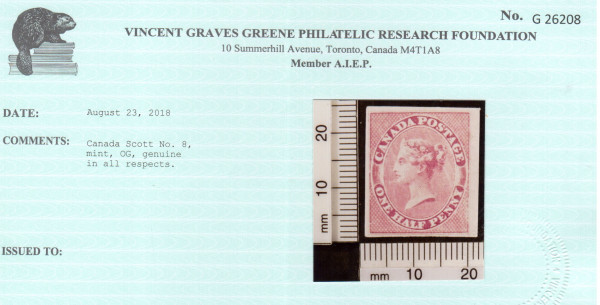 No. G 26208
VINCENT GRAVES GREENE PHILATELIC RESEARCH FOUNDATION
10 Summerhill Avenue, Toronto, Canada M4T1A8
Member A.I.E.P.
DATE: August 23, 2018
COMMENTS: Canada Scott No. 8,
mint, OG, genuine
in all respects.
CANADA POSTAGE
ONE HALF PENNY
20
10
mm
mm 10 20
ISSUED TO: